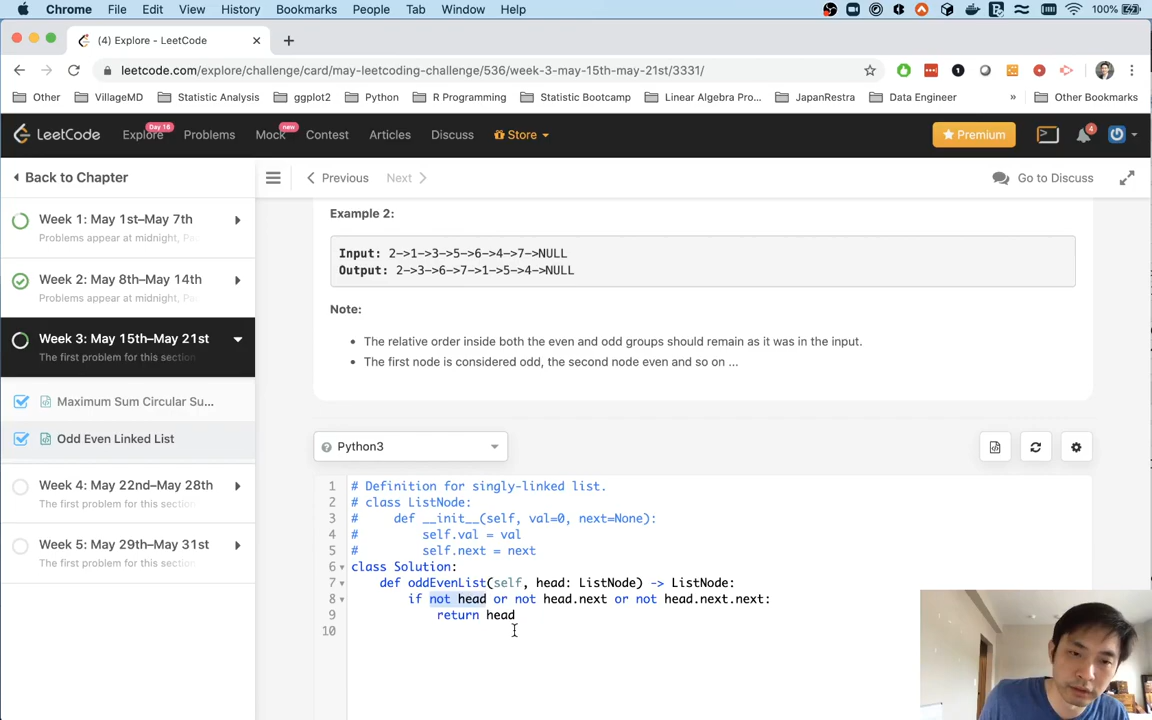 Chrome File Edit View History Bookmarks People Tab Window Help 100%
(4) Explore - LeetCode
leetcode.com/explore/challenge/card/may-leetcoding-challenge/536/week-3-may-15th-may-21st/3331/
Other VillageMD Statistic Analysis ggplot2 Python R Programming Statistic Bootcamp Linear Algebra Pro... JapanRestra Data Engineer » Other Bookmarks
LeetCode Explore Day 16 Problems Mock new Contest Articles Discuss Store Premium 4
Back to Chapter
Previous Next Go to Discuss
Week 1: May 1st–May 7th
Problems appear at midnight, Pa
Week 2: May 8th–May 14th
Problems appear at midnight, Pa
Week 3: May 15th–May 21st
The first problem for this section
Maximum Sum Circular Su...
Odd Even Linked List
Week 4: May 22nd–May 28th
The first problem for this section
Week 5: May 29th–May 31st
The first problem for this section
Example 2:
Input: 2->1->3->5->6->4->7->NULL
Output: 2->3->6->7->1->5->4->NULL
Note:
• The relative order inside both the even and odd groups should remain as it was in the input.
• The first node is considered odd, the second node even and so on ...
Python3
1 # Definition for singly-linked list.
2 # class ListNode:
3 #     def __init__(self, val=0, next=None):
4 #         self.val = val
5 #         self.next = next
6 class Solution:
7     def oddEvenList(self, head: ListNode) -> ListNode:
8         if not head or not head.next or not head.next.next:
9             return head
10